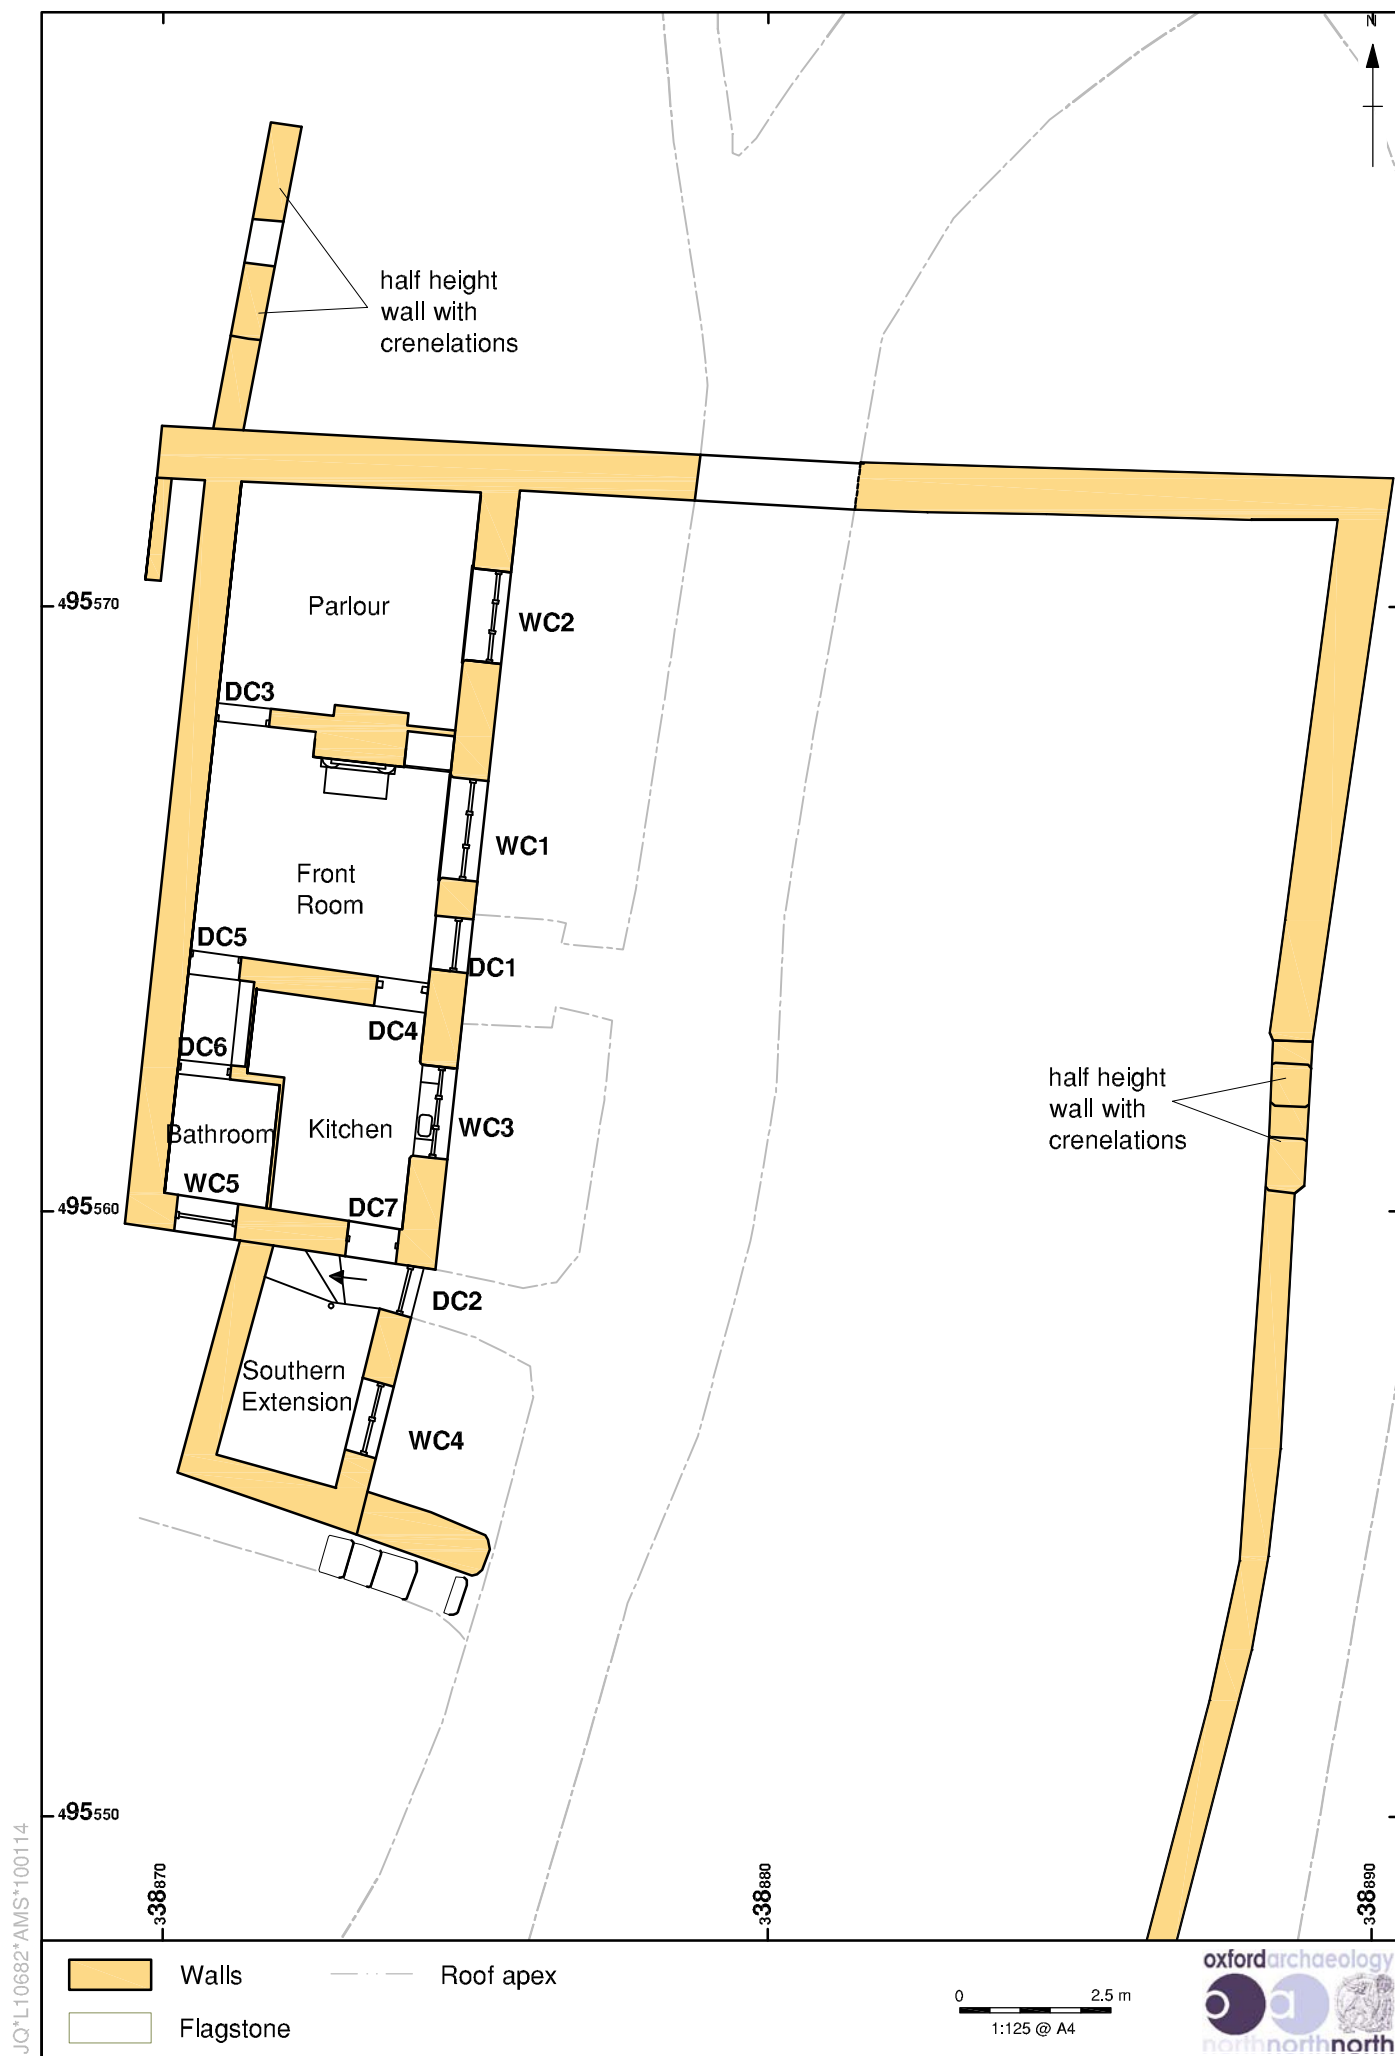 N
half height
wall with
crenelations
495570
Parlour
WC2
DC3
WC1
Front
Room
DC5
DC1
DC4
DC6
half height
wall with
crenelations
Bathroom
Kitchen
WC3
WC5
DC7
495560
DC2
Southern
Extension
WC4
495550
338870
338880
338890
JQ*L10682*AMS*100114
Walls
Roof apex
Flagstone
0 2.5 m
1:125 @ A4
oxfordarchaeology
o a
northnorthnorth